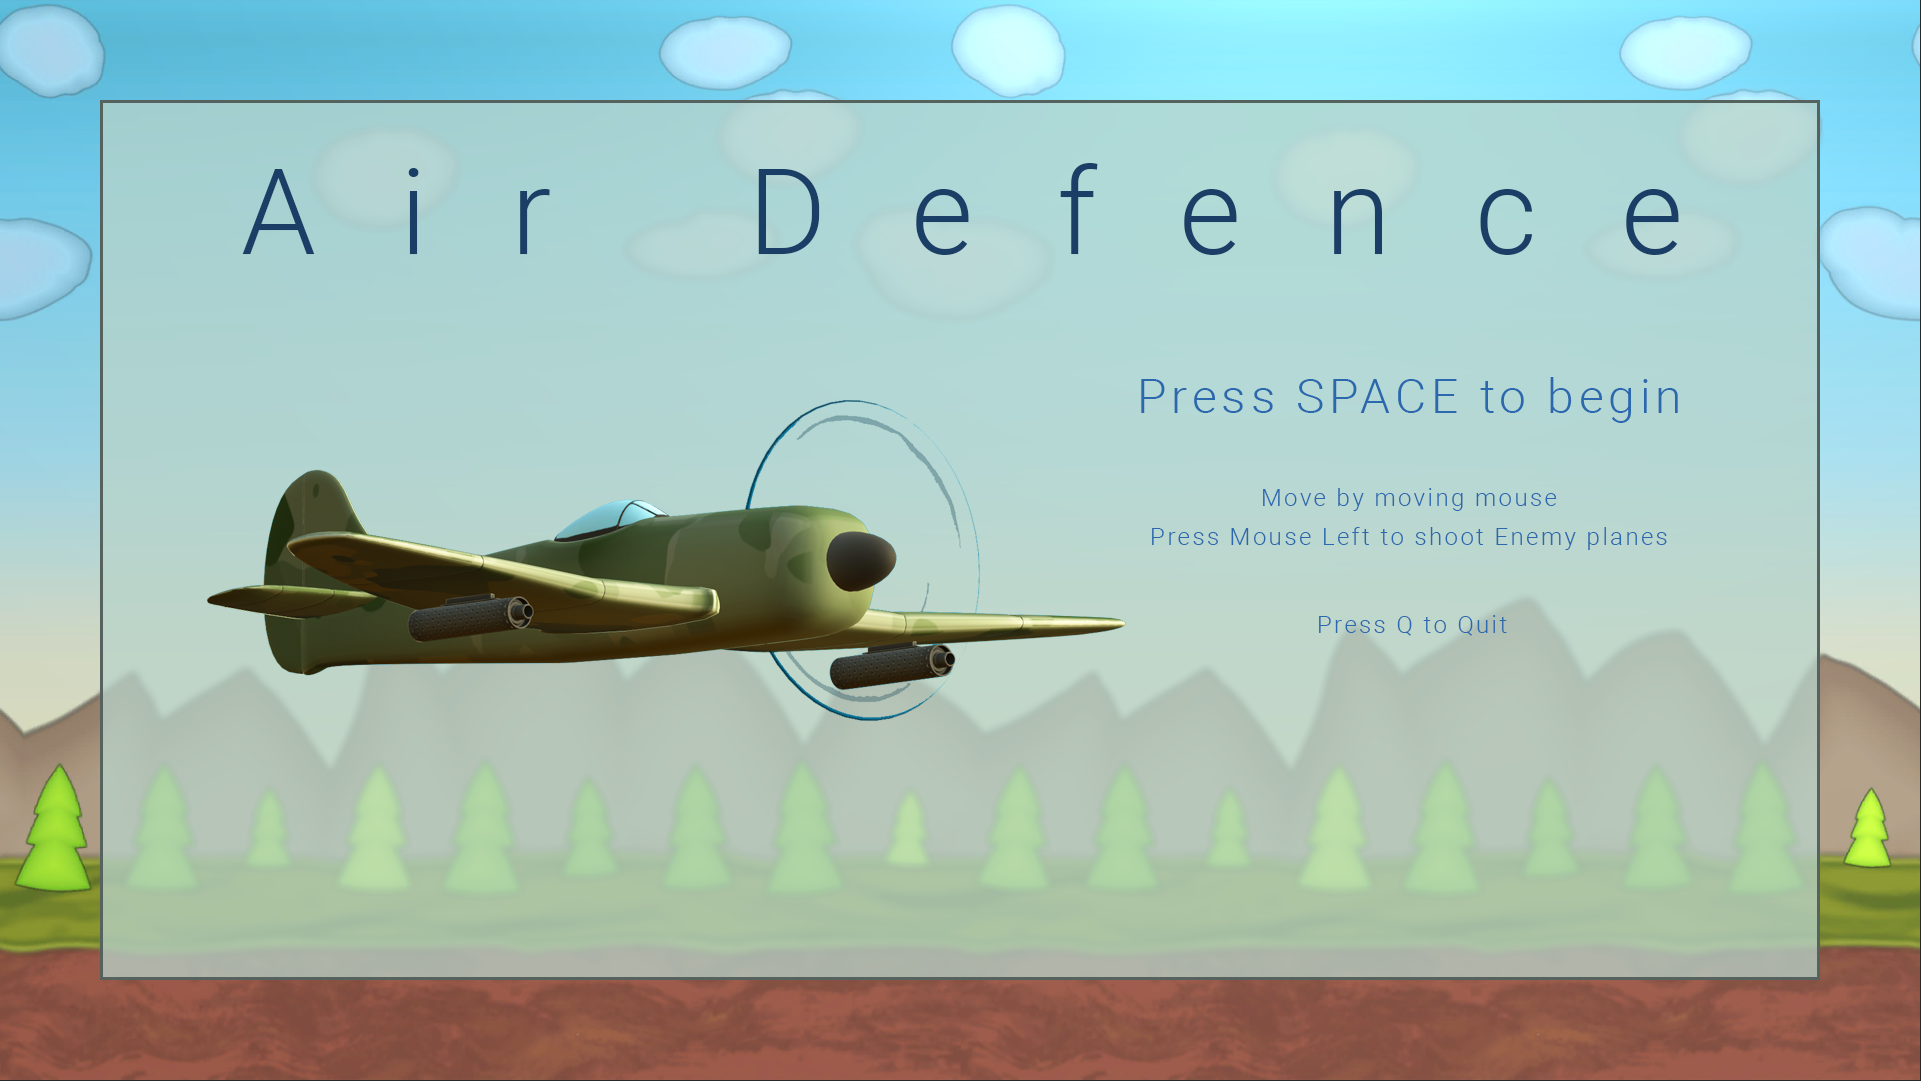 Air Defence
Press SPACE to begin
Move by moving mouse
Press Mouse Left to shoot Enemy planes
Press Q to Quit